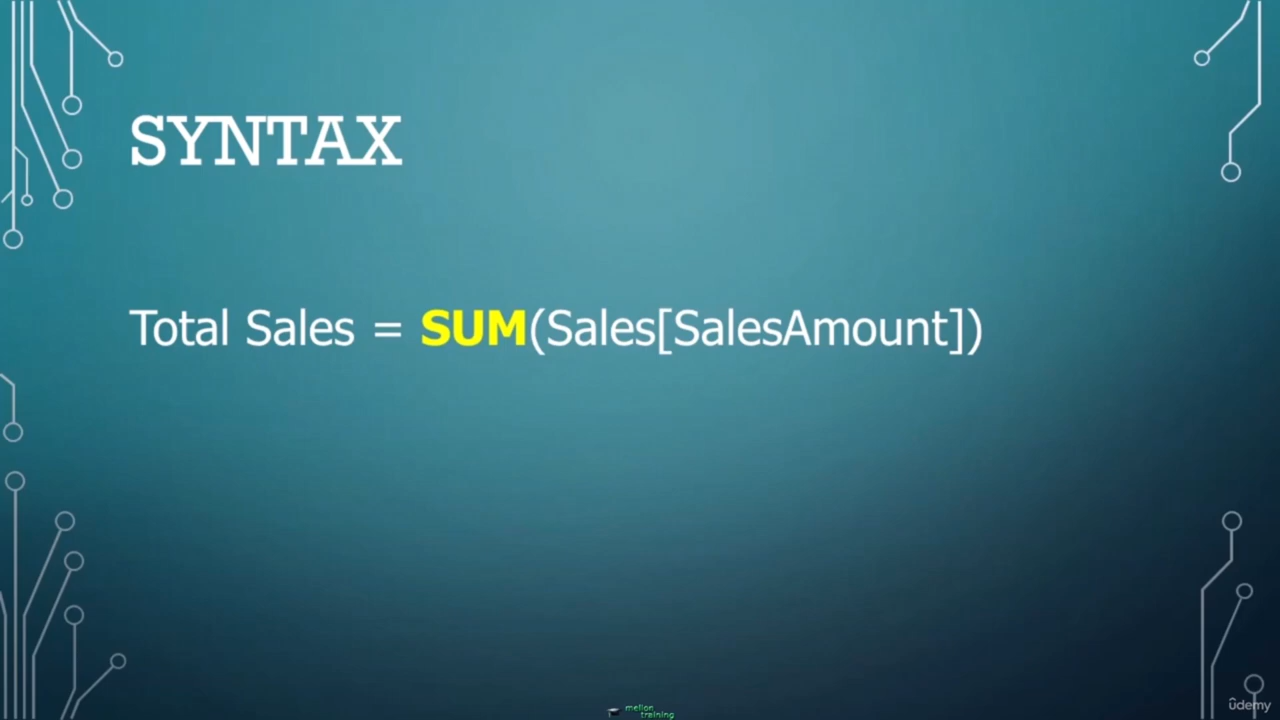 SYNTAX
Total Sales = SUM(Sales[SalesAmount])
mellon
training
ûdemy